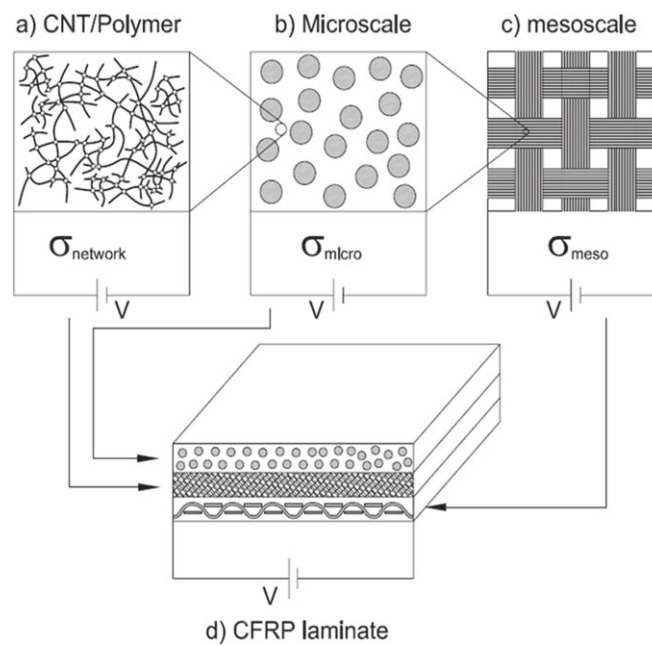 a) CNT/Polymer
b) Microscale
c) mesoscale
σnetwork
σmicro
σmeso
V
V
V
V
d) CFRP laminate